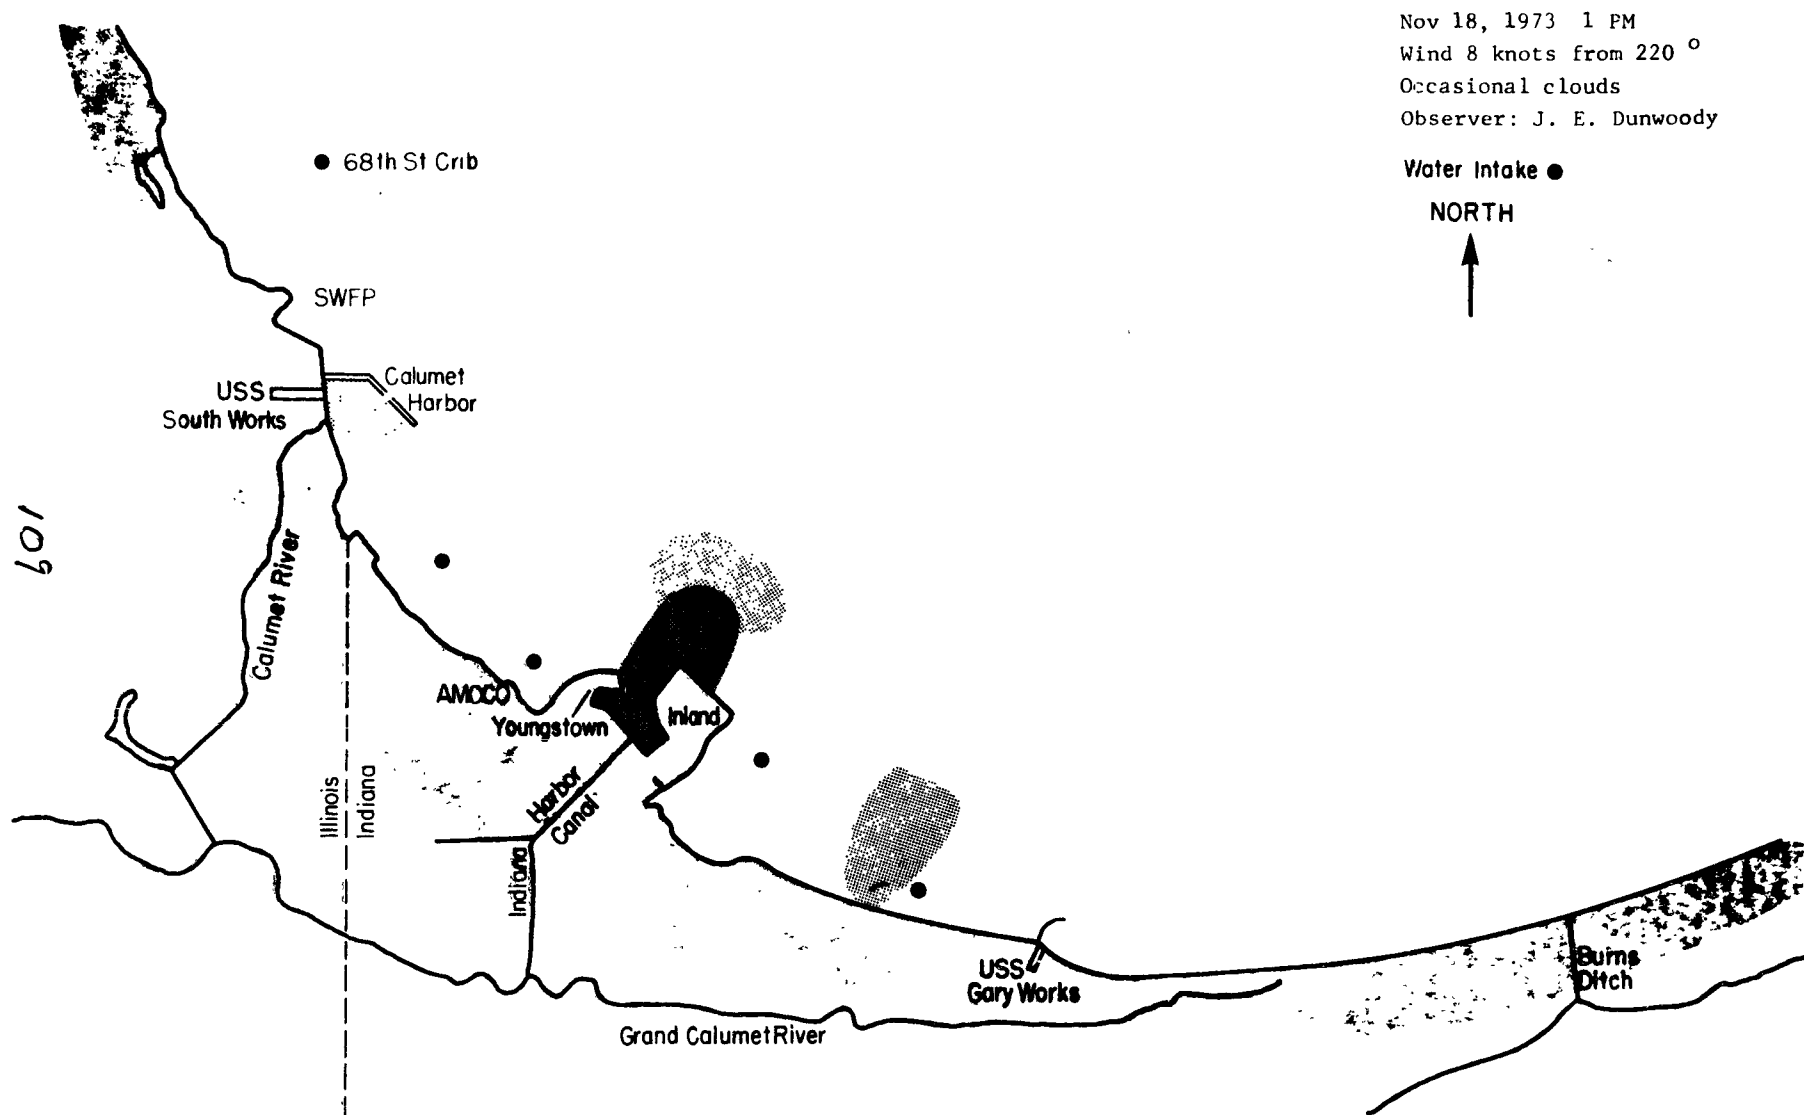 Nov 18, 1973 1 PM
Wind 8 knots from 220 °
Occasional clouds
Observer: J. E. Dunwoody
Water Intake
NORTH
68th St Crib
SWFP
Calumet
Harbor
USS
South Works
109
Calumet River
AMOCO
Youngstown
Inland
Illinois
Indiana
Harbor
Canal
Indiana
USS
Gary Works
Burns
Ditch
Grand Calumet River